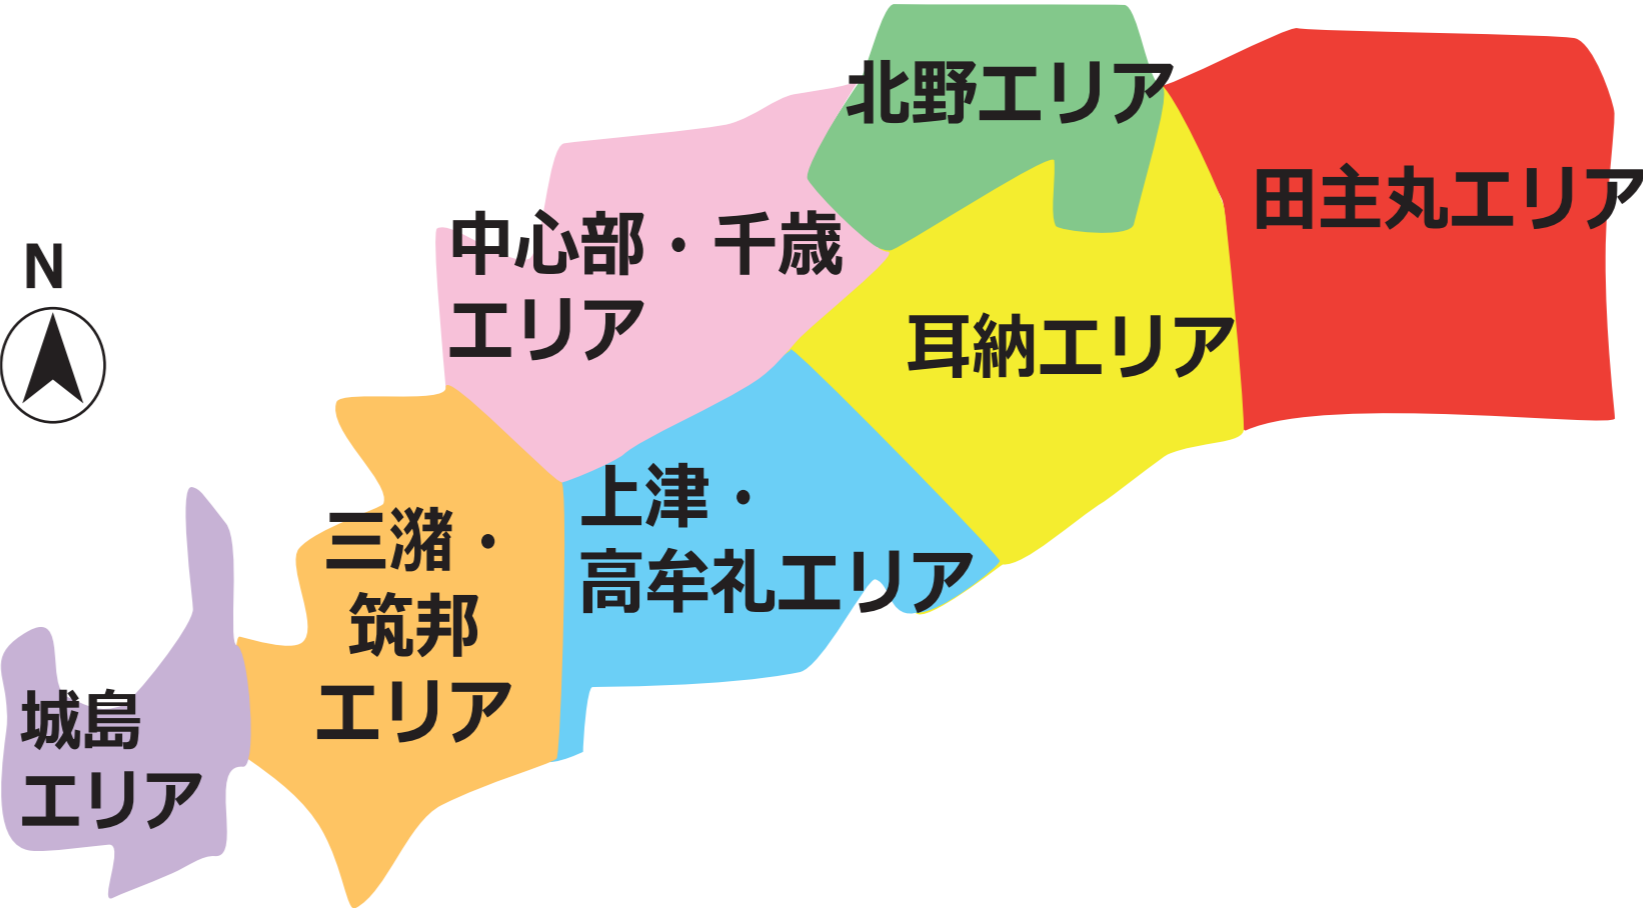 北野エリア
田主丸エリア
中心部・千歳
エリア
N
耳納エリア
上津・
高牟礼エリア
三潴・
筑邦
エリア
城島
エリア